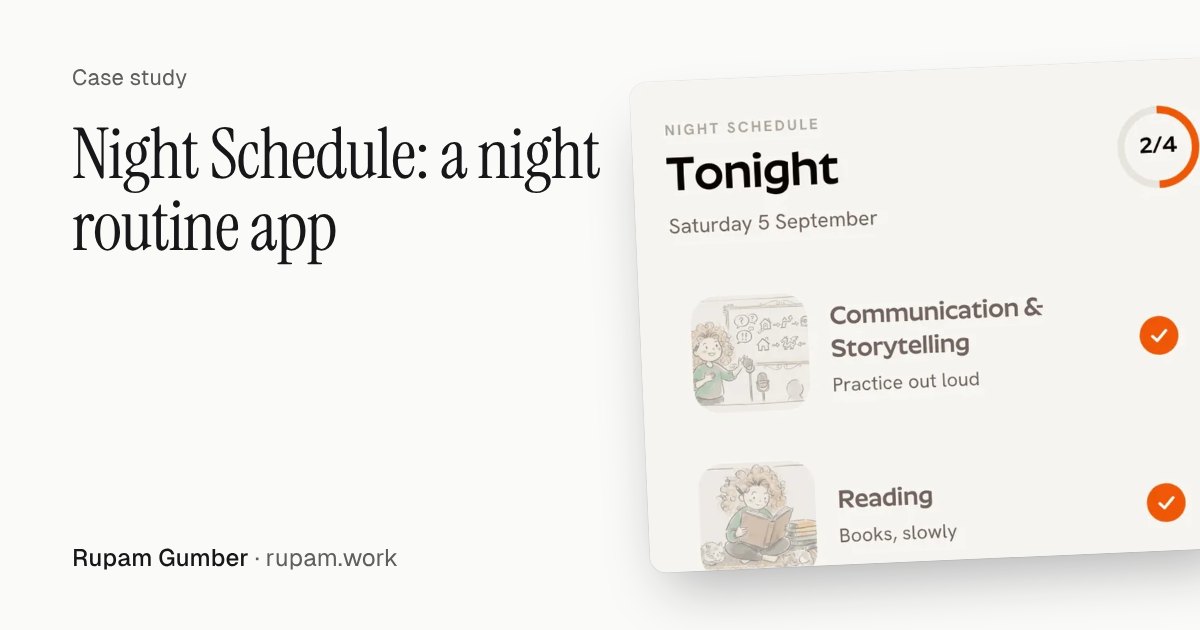 Case study
Night Schedule: a night
routine app
Rupam Gumber · rupam.work
NIGHT SCHEDULE
Tonight
Saturday 5 September
2/4
Communication &
Storytelling
Practice out loud
Reading
Books, slowly